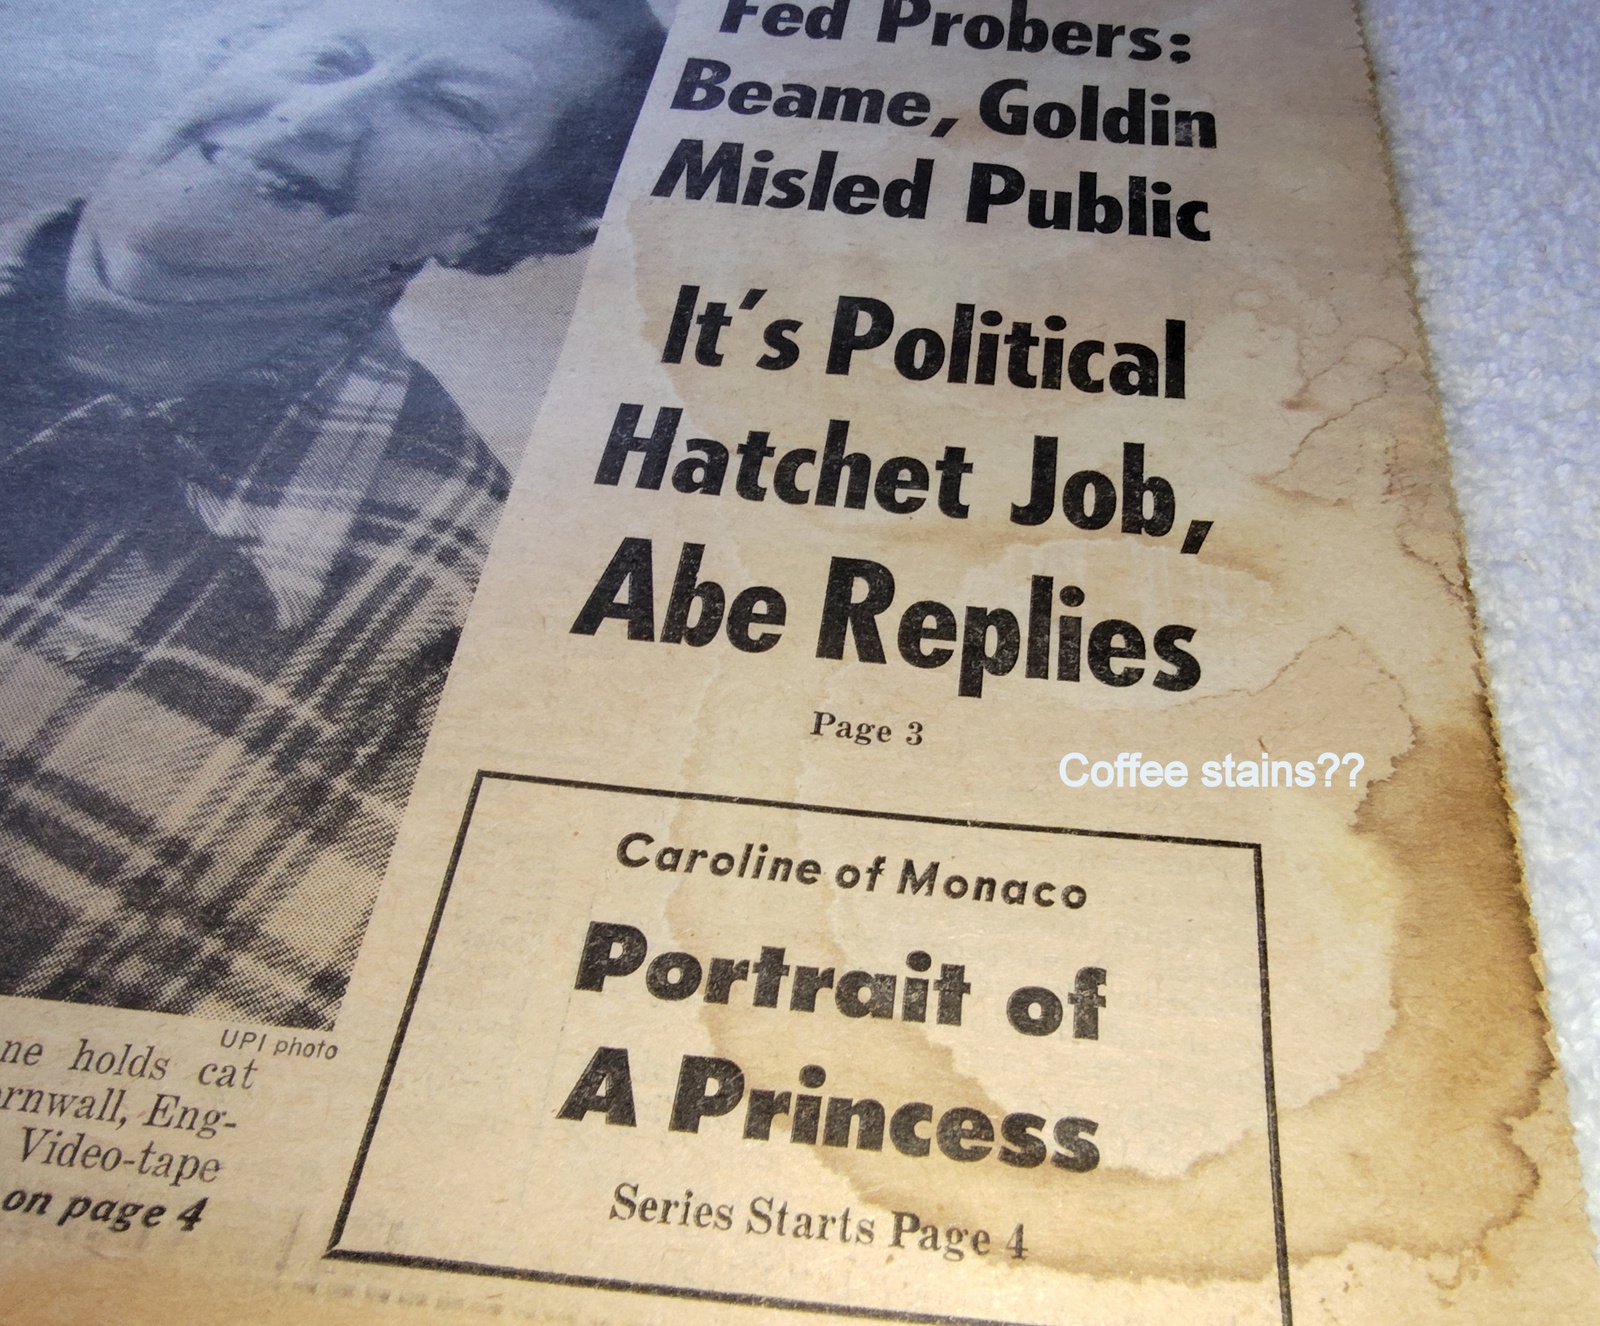 Fed Probers:
Beame, Goldin
Misled Public
It's Political
Hatchet Job,
Abe Replies
Page 3
Coffee stains??
Caroline of Monaco
Portrait of
A Princess
Series Starts Page 4
UPI photo
ne holds cat
rnwall, Eng-
Video-tape
on page 4